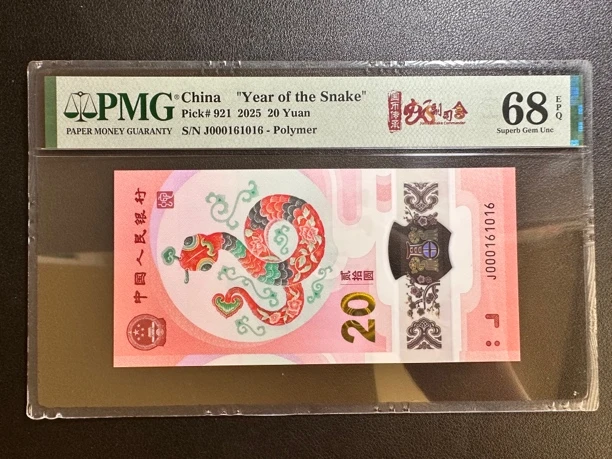 PMG®
PAPER MONEY GUARANTY
China "Year of the Snake"
Pick# 921 2025 20 Yuan
S/N J000161016 - Polymer
68 EPQ
Superb Gem Unc
中国人民银行
贰拾圆
20
J000161016